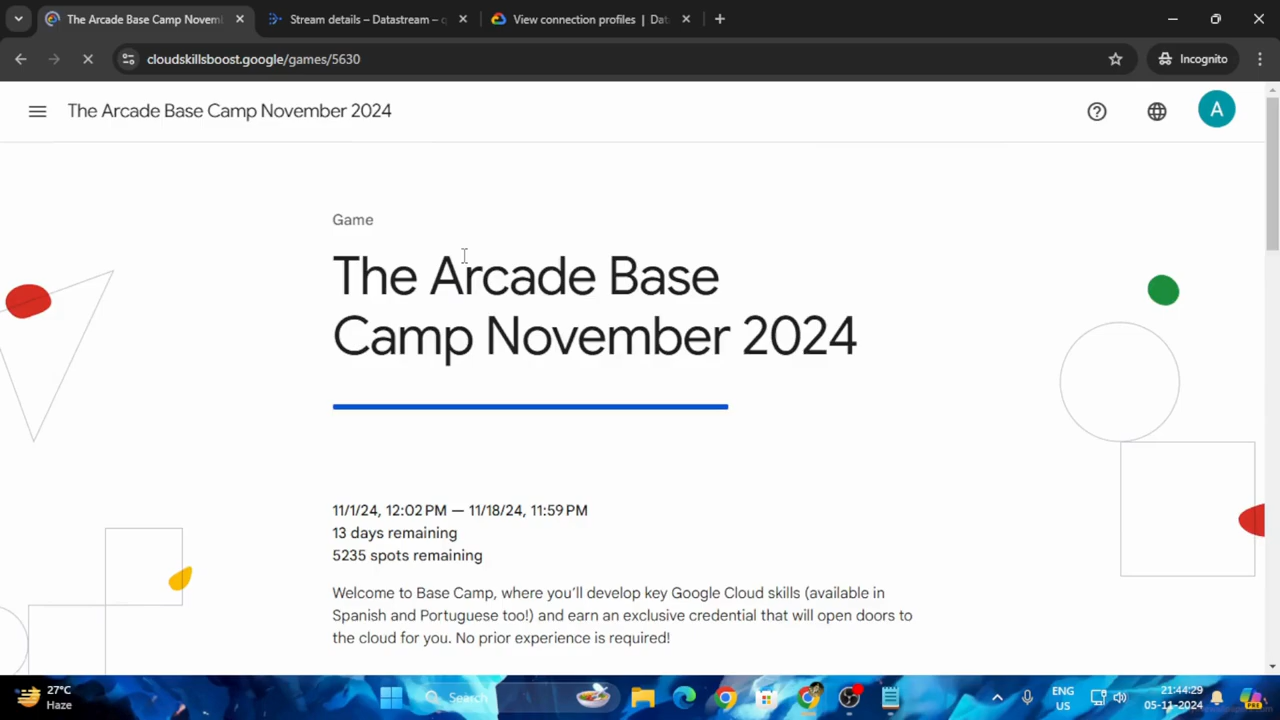 The Arcade Base Camp Novem
Stream details – Datastream – q
View connection profiles | Dat
cloudskillsboost.google/games/5630
Incognito
The Arcade Base Camp November 2024
A
Game
The Arcade Base
Camp November 2024
11/1/24, 12:02 PM — 11/18/24, 11:59 PM
13 days remaining
5235 spots remaining
Welcome to Base Camp, where you'll develop key Google Cloud skills (available in
Spanish and Portuguese too!) and earn an exclusive credential that will open doors to
the cloud for you. No prior experience is required!
27°C
Haze
Search
ENG
US
21:44:29
05-11-2024
PRE